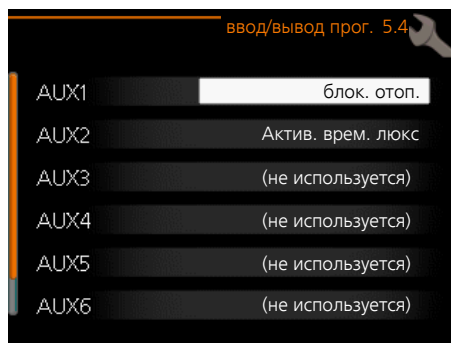 ввод/вывод прог. 5.4
AUX1 блок. отоп.
AUX2 Актив. врем. люкс
AUX3 (не используется)
AUX4 (не используется)
AUX5 (не используется)
AUX6 (не используется)